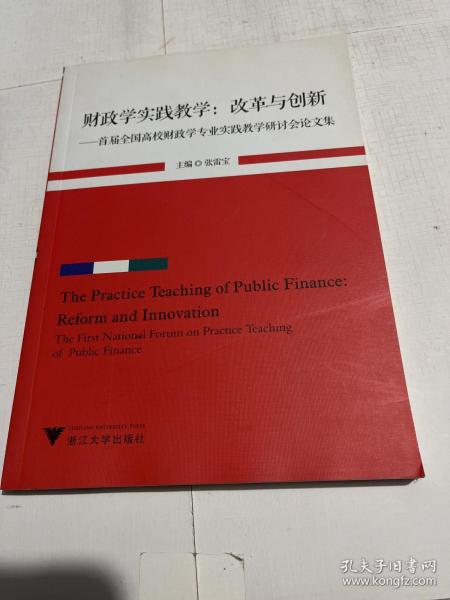 财政学实践教学：改革与创新
——首届全国高校财政学专业实践教学研讨会论文集
主编◎张雷宝
The Practice Teaching of Public Finance:
Reform and Innovation
The First National Forum on Practice Teaching
of Public Finance
ZHEJIANG UNIVERSITY PRESS
浙江大学出版社
孔夫子旧书网
www.kongfz.com